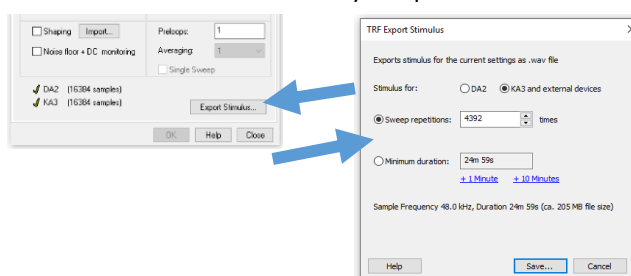 Shaping Import... Preloops: 1
Noise floor + DC monitoring Averaging: 1
Single Sweep
DA2 (16384 samples)
KA3 (16384 samples)
Export Stimulus...
OK Help Close
TRF Export Stimulus
Exports stimulus for the current settings as .wav file
Stimulus for: DA2 KA3 and external devices
Sweep repetitions: 4392 times
Minimum duration: 24m 59s
+ 1 Minute + 10 Minutes
Sample Frequency 48.0 kHz, Duration 24m 59s (ca. 205 MB file size)
Help Save... Cancel